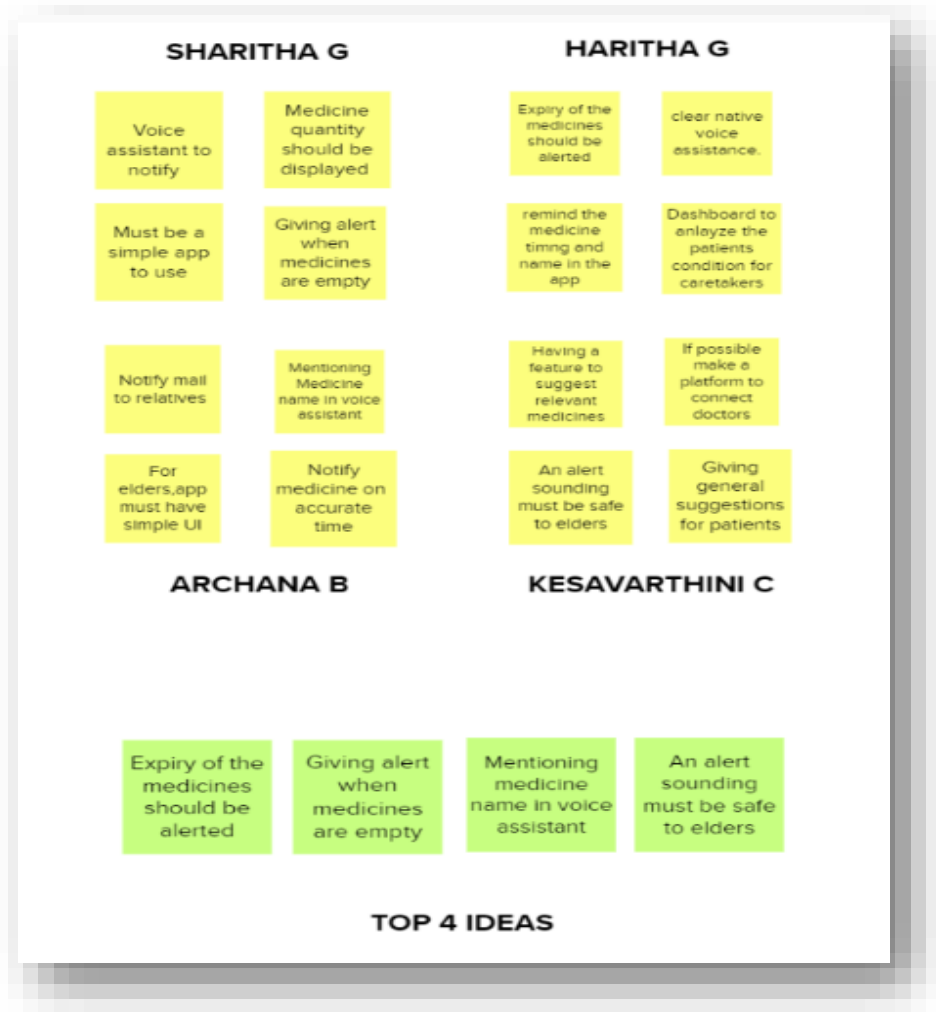 SHARITHA G
Voice
assistant to
notify
Medicine
quantity
should be
displayed
Must be a
simple app
to use
Giving alert
when
medicines
are empty
HARITHA G
Expiry of the
medicines
should be
alerted
clear native
voice
assistance.
remind the
medicine
timng and
name in the
app
Dashboard to
anlayze the
patients
condition for
caretakers
Notify mail
to relatives
Mentioning
Medicine
name in voice
assistant
For
elders,app
must have
simple UI
Notify
medicine on
accurate
time
ARCHANA B
Having a
feature to
suggest
relevant
medicines
If possible
make a
platform to
connect
doctors
An alert
sounding
must be safe
to elders
Giving
general
suggestions
for patients
KESAVARTHINI C
Expiry of the
medicines
should be
alerted
Giving alert
when
medicines
are empty
Mentioning
medicine
name in voice
assistant
An alert
sounding
must be safe
to elders
TOP 4 IDEAS